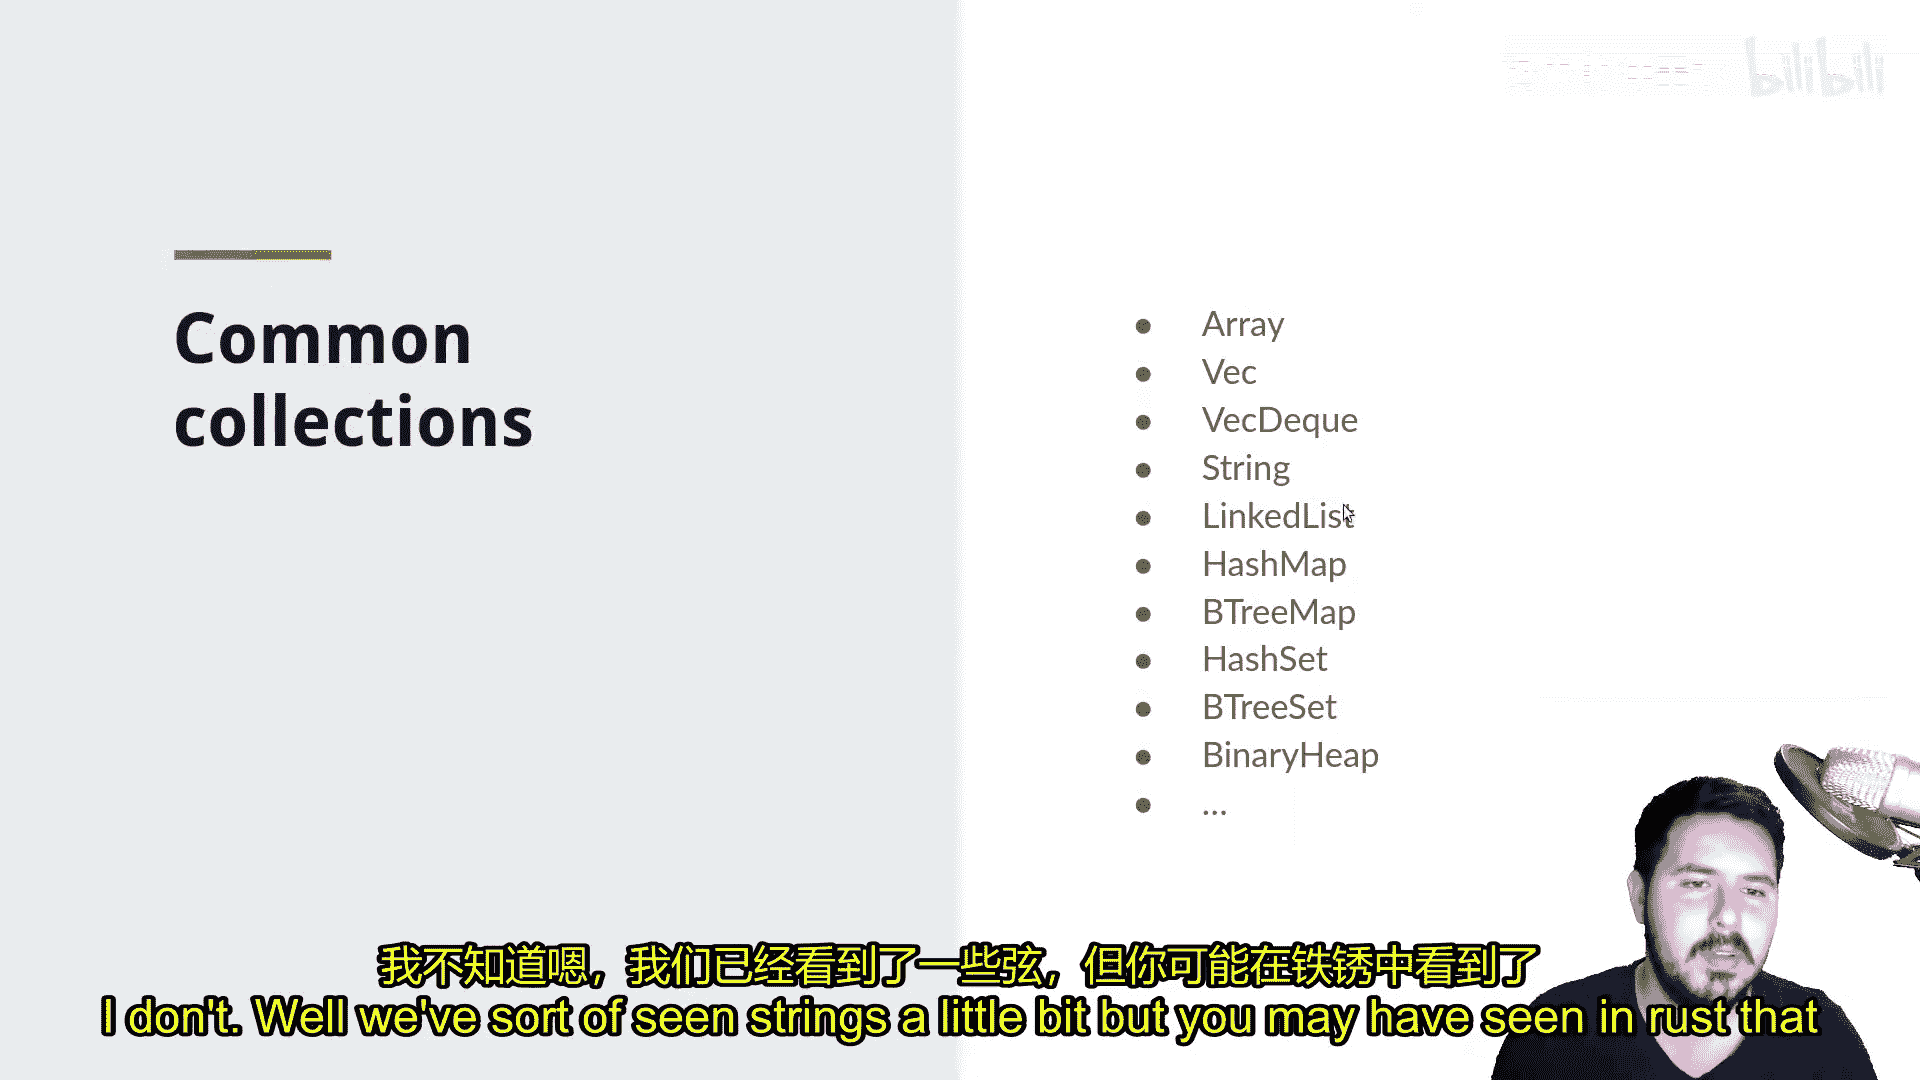 bilibili
Common
collections
● Array
● Vec
● VecDeque
● String
● LinkedList
● HashMap
● BTreeMap
● HashSet
● BTreeSet
● BinaryHeap
● ...
我不知道嗯，我们已经看到了一些弦，但你可能在铁锈中看到了
I don't. Well we've sort of seen strings a little bit but you may have seen in rust that